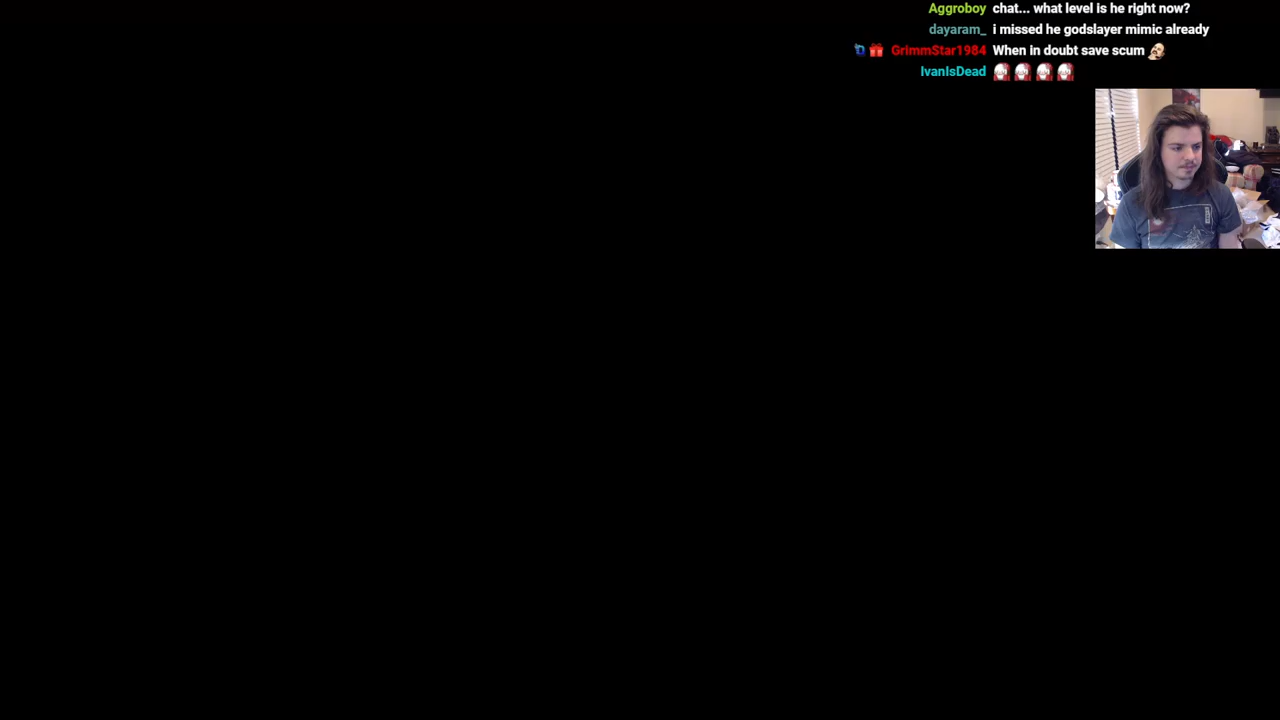 Aggroboy chat... what level is he right now?
dayaram_ i missed he godslayer mimic already
GrimmStar1984 When in doubt save scum
IvanIsDead